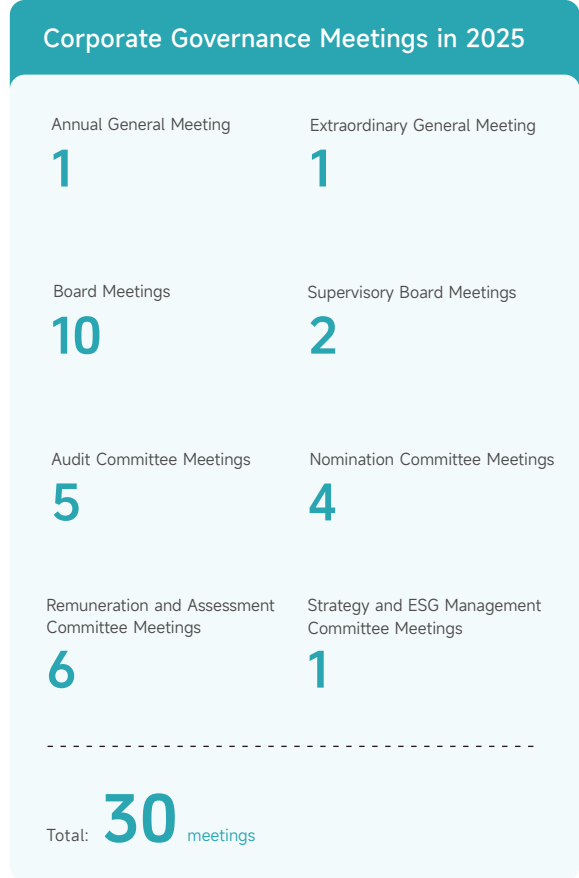 Corporate Governance Meetings in 2025
Annual General Meeting
1
Extraordinary General Meeting
1
Board Meetings
10
Supervisory Board Meetings
2
Audit Committee Meetings
5
Nomination Committee Meetings
4
Remuneration and Assessment
Committee Meetings
6
Strategy and ESG Management
Committee Meetings
1
Total: 30 meetings